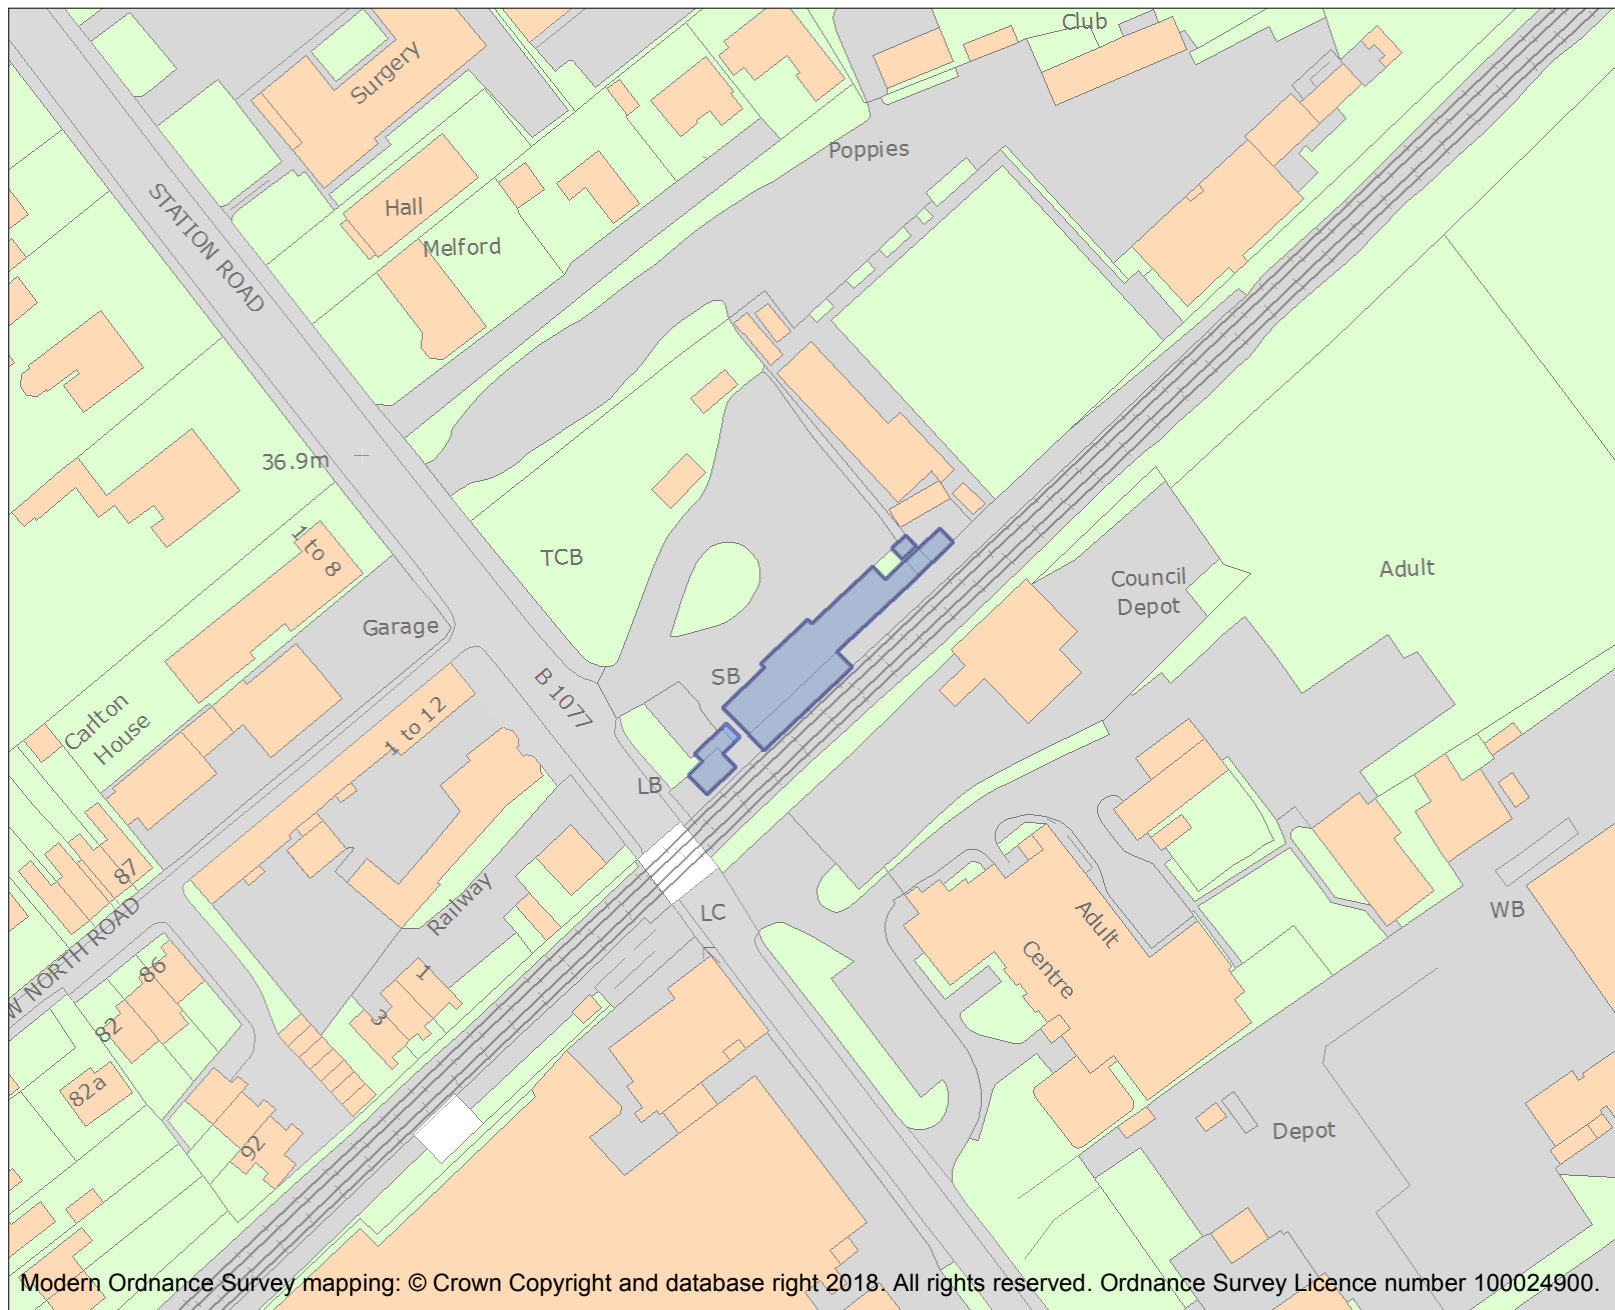 Club
Surgery
Poppies
Hall
Melford
STATION ROAD
36.9m
1 to 8
TCB
Council
Depot
Adult
Garage
SB
B 1077
Carlton
House
1 to 12
LB
87
Railway
LC
WB
Adult
Centre
W NORTH ROAD
86
1
3
82
82a
92
Depot
Modern Ordnance Survey mapping: © Crown Copyright and database right 2018. All rights reserved. Ordnance Survey Licence number 100024900.